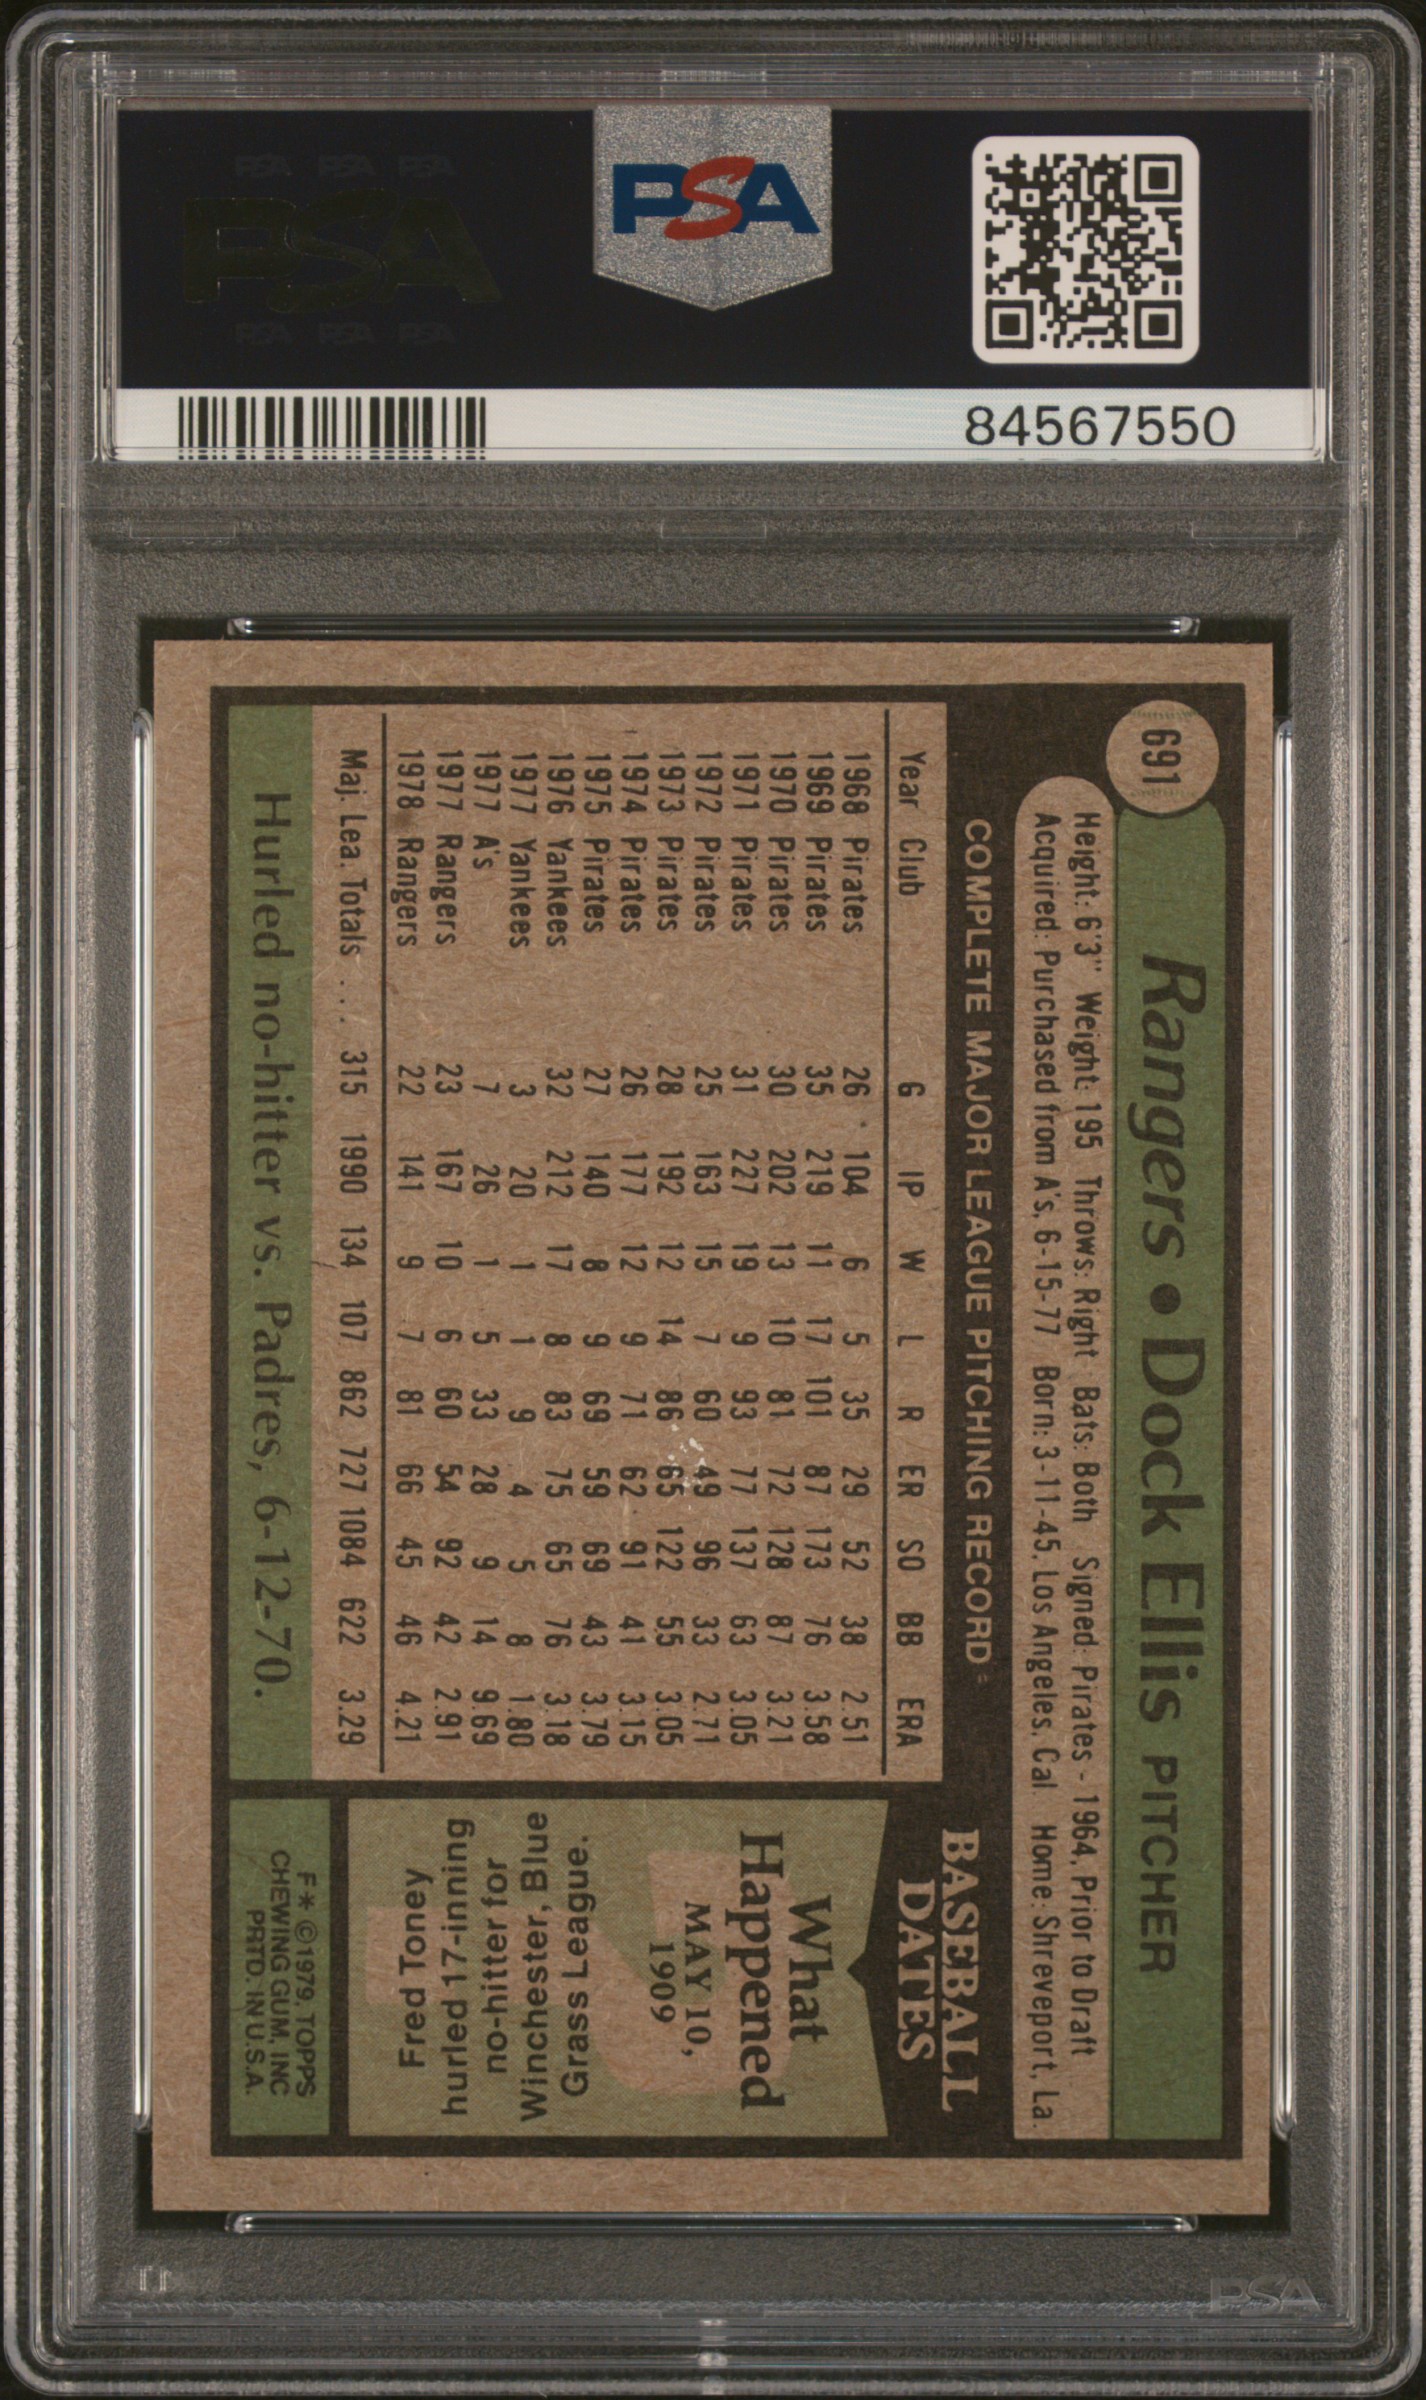 PSA PSA PSA
PSA
PSA PSA PSA
PSA
84567550
691
Rangers • Dock Ellis PITCHER
Height: 6'3" Weight: 195 Throws: Right Bats: Both Signed: Pirates - 1964, Prior to Draft
Acquired: Purchased from A's, 6-15-77 Born: 3-11-45, Los Angeles, Cal. Home: Shreveport, La.
COMPLETE MAJOR LEAGUE PITCHING RECORD
Year Club G IP W L R ER SO BB ERA
1968 Pirates 26 104 6 5 35 29 52 38 2.51
1969 Pirates 35 219 11 17 101 87 173 76 3.58
1970 Pirates 30 202 13 10 81 72 128 87 3.21
1971 Pirates 31 227 19 9 93 77 137 63 3.05
1972 Pirates 25 163 15 7 60 49 96 33 2.71
1973 Pirates 28 192 12 14 86 65 122 55 3.05
1974 Pirates 26 177 12 9 71 62 91 41 3.15
1975 Pirates 27 140 8 9 69 59 69 43 3.79
1976 Yankees 32 212 17 8 83 75 65 76 3.18
1977 Yankees 3 20 1 1 9 4 5 8 1.80
1977 A's 7 26 1 5 33 28 9 14 9.69
1977 Rangers 23 167 10 6 60 54 92 42 2.91
1978 Rangers 22 141 9 7 81 66 45 46 4.21
Maj. Lea. Totals . . . 315 1990 134 107 862 727 1084 622 3.29
Hurled no-hitter vs. Padres, 6-12-70.
BASEBALL
DATES
What
Happened
MAY 10,
1909
Fred Toney
hurled 17-inning
no-hitter for
Winchester, Blue
Grass League.
F✱ ©1979, TOPPS
CHEWING GUM, INC
PRTD. IN U.S.A.
PSA